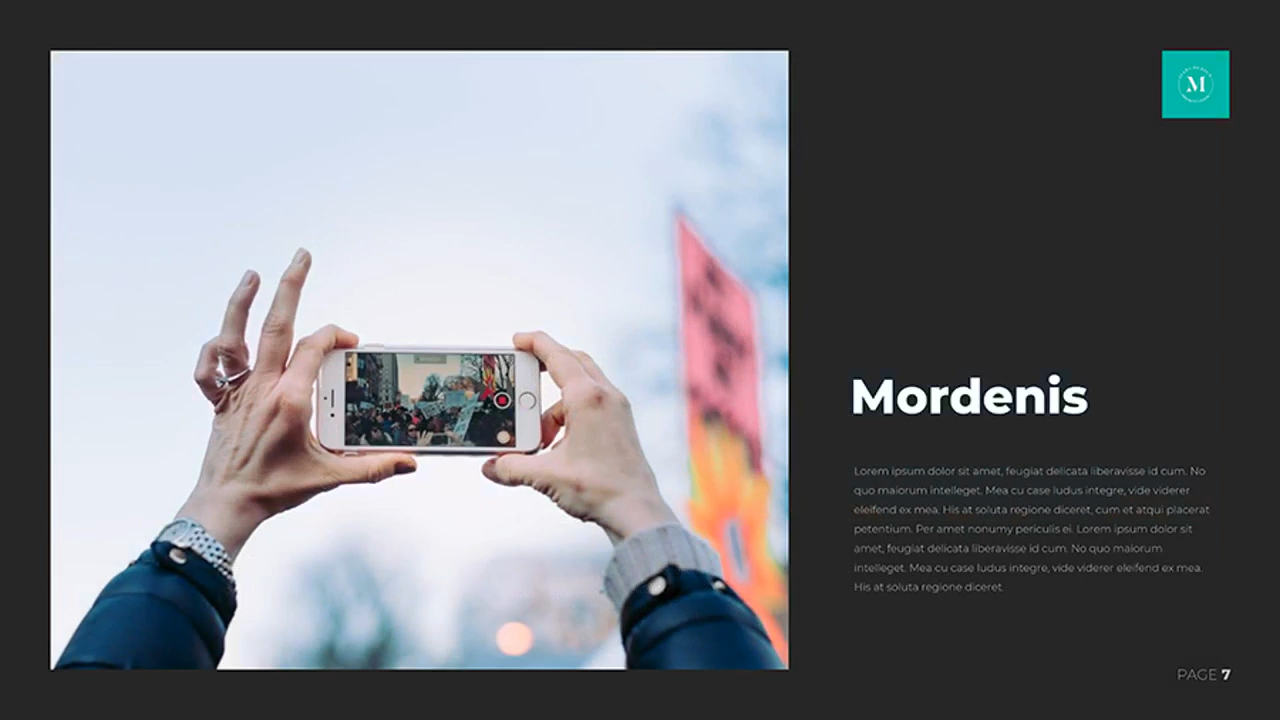 M
Mordenis
Lorem ipsum dolor sit amet, feugiat delicata liberavisse id cum. No
quo maiorum intelleget. Mea cu case ludus integre, vide viderer
eleifend ex mea. His at soluta regione diceret, cum et atqui placerat
petentium. Per amet nonumy periculis ei. Lorem ipsum dolor sit
amet, feugiat delicata liberavisse id cum. No quo maiorum
intelleget. Mea cu case ludus integre, vide viderer eleifend ex mea.
His at soluta regione diceret.
PAGE 7